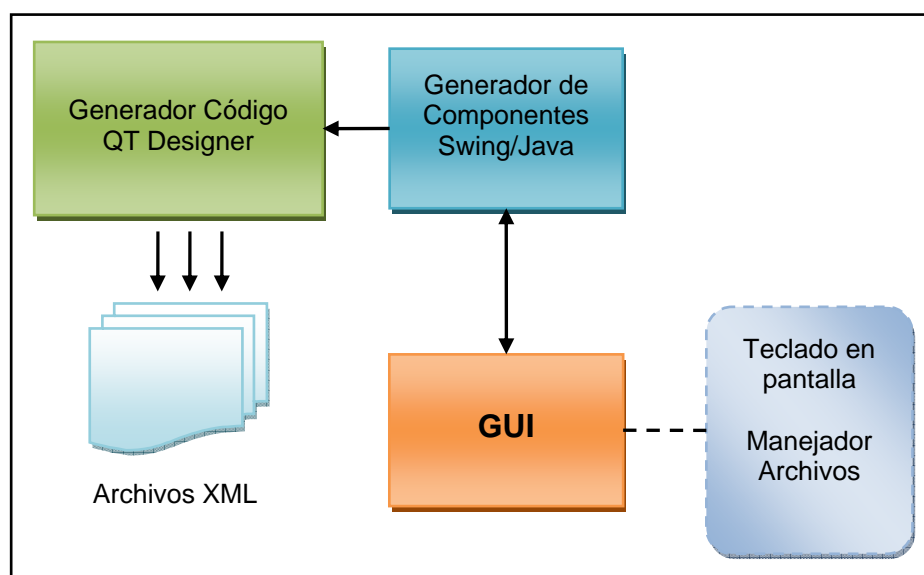 Generador Código
QT Designer
Generador de
Componentes
Swing/Java
Archivos XML
GUI
Teclado en
pantalla
Manejador
Archivos